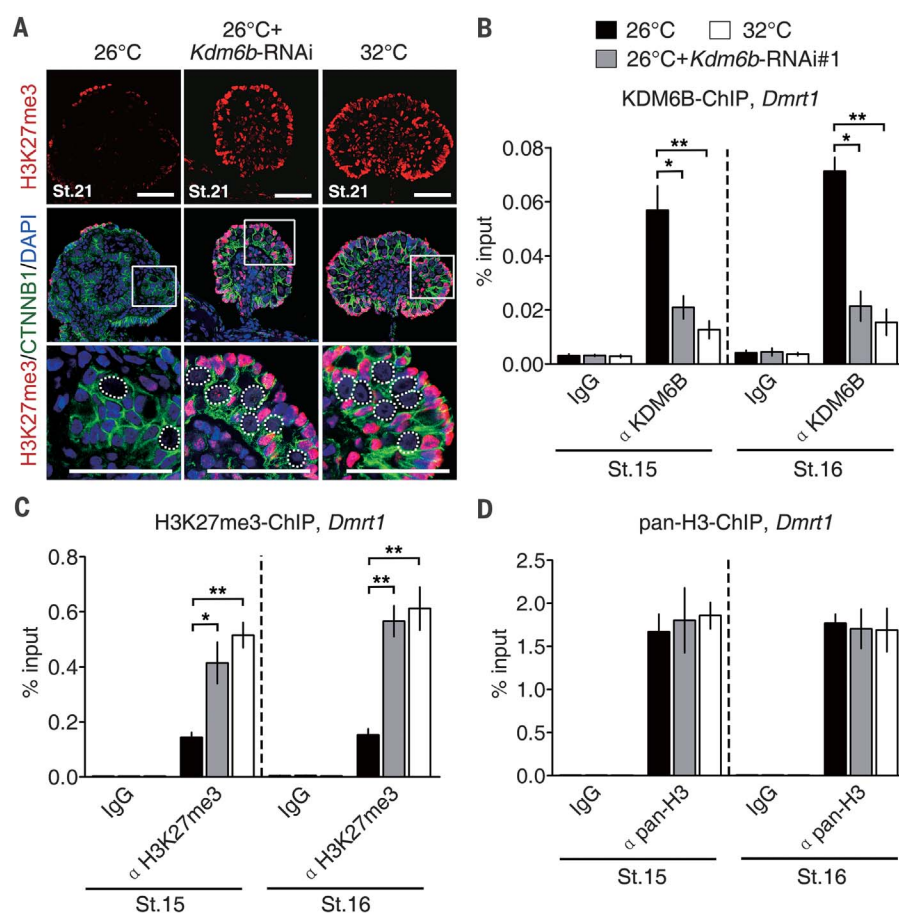 A
26°C
26°C+
Kdm6b-RNAi
32°C
H3K27me3
St.21
St.21
St.21
H3K27me3/CTNNB1/DAPI
B
26°C
32°C
26°C+Kdm6b-RNAi#1
KDM6B-ChIP, Dmrt1
% input
0.08
0.06
0.04
0.02
0.00
**
*
**
*
IgG
α KDM6B
IgG
α KDM6B
St.15
St.16
C
H3K27me3-ChIP, Dmrt1
% input
0.8
0.6
0.4
0.2
0.0
**
*
**
**
IgG
α H3K27me3
IgG
α H3K27me3
St.15
St.16
D
pan-H3-ChIP, Dmrt1
% input
2.5
2.0
1.5
1.0
0.5
0.0
IgG
α pan-H3
IgG
α pan-H3
St.15
St.16